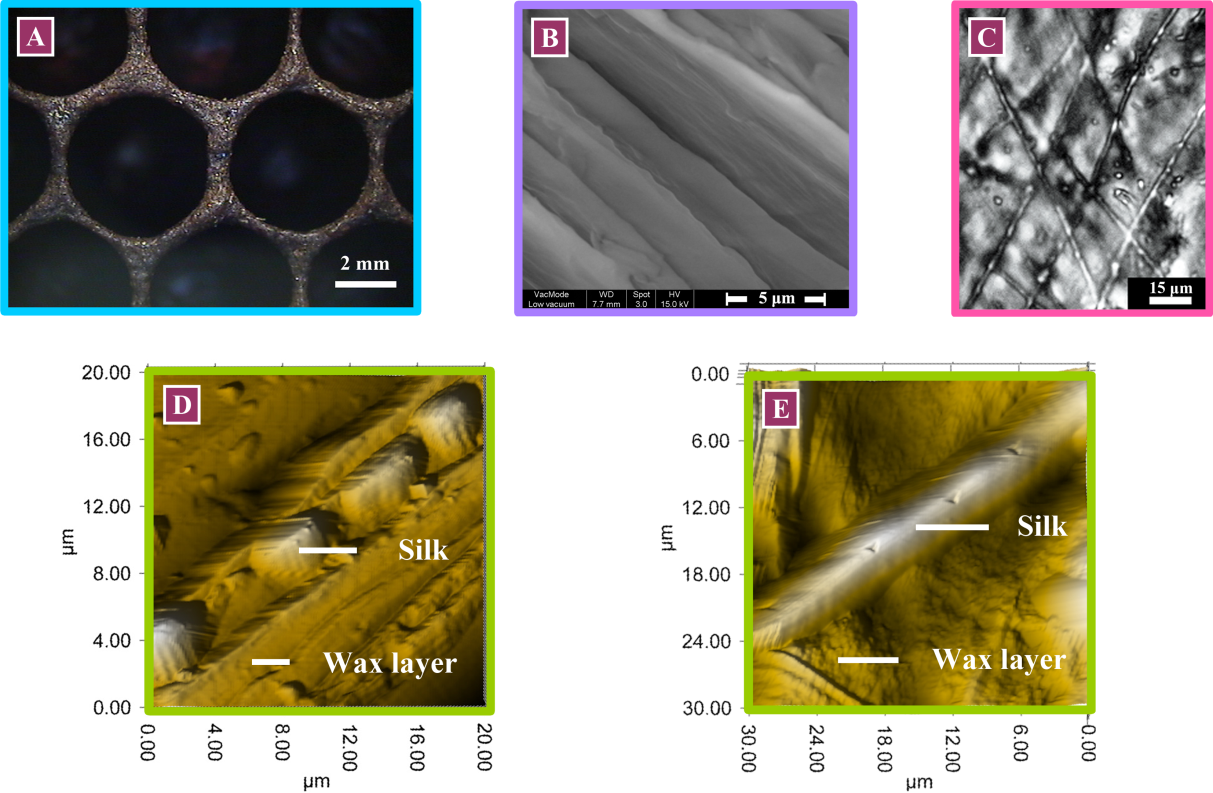 A
2 mm
B
VacMode WD Spot HV
Low vacuum 7.7 mm 3.0 15.0 kV
5 µm
C
15 µm
D
20.00
16.00
12.00
8.00
4.00
0.00
µm
Silk
Wax layer
0.00 4.00 8.00 12.00 16.00 20.00
µm
E
0.00
6.00
12.00
18.00
24.00
30.00
µm
Silk
Wax layer
30.00 24.00 18.00 12.00 6.00 0.00
µm